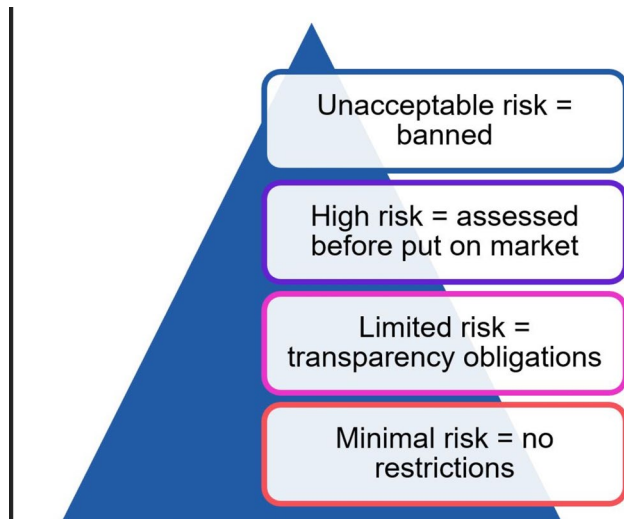 Unacceptable risk =
banned
High risk = assessed
before put on market
Limited risk =
transparency obligations
Minimal risk = no
restrictions